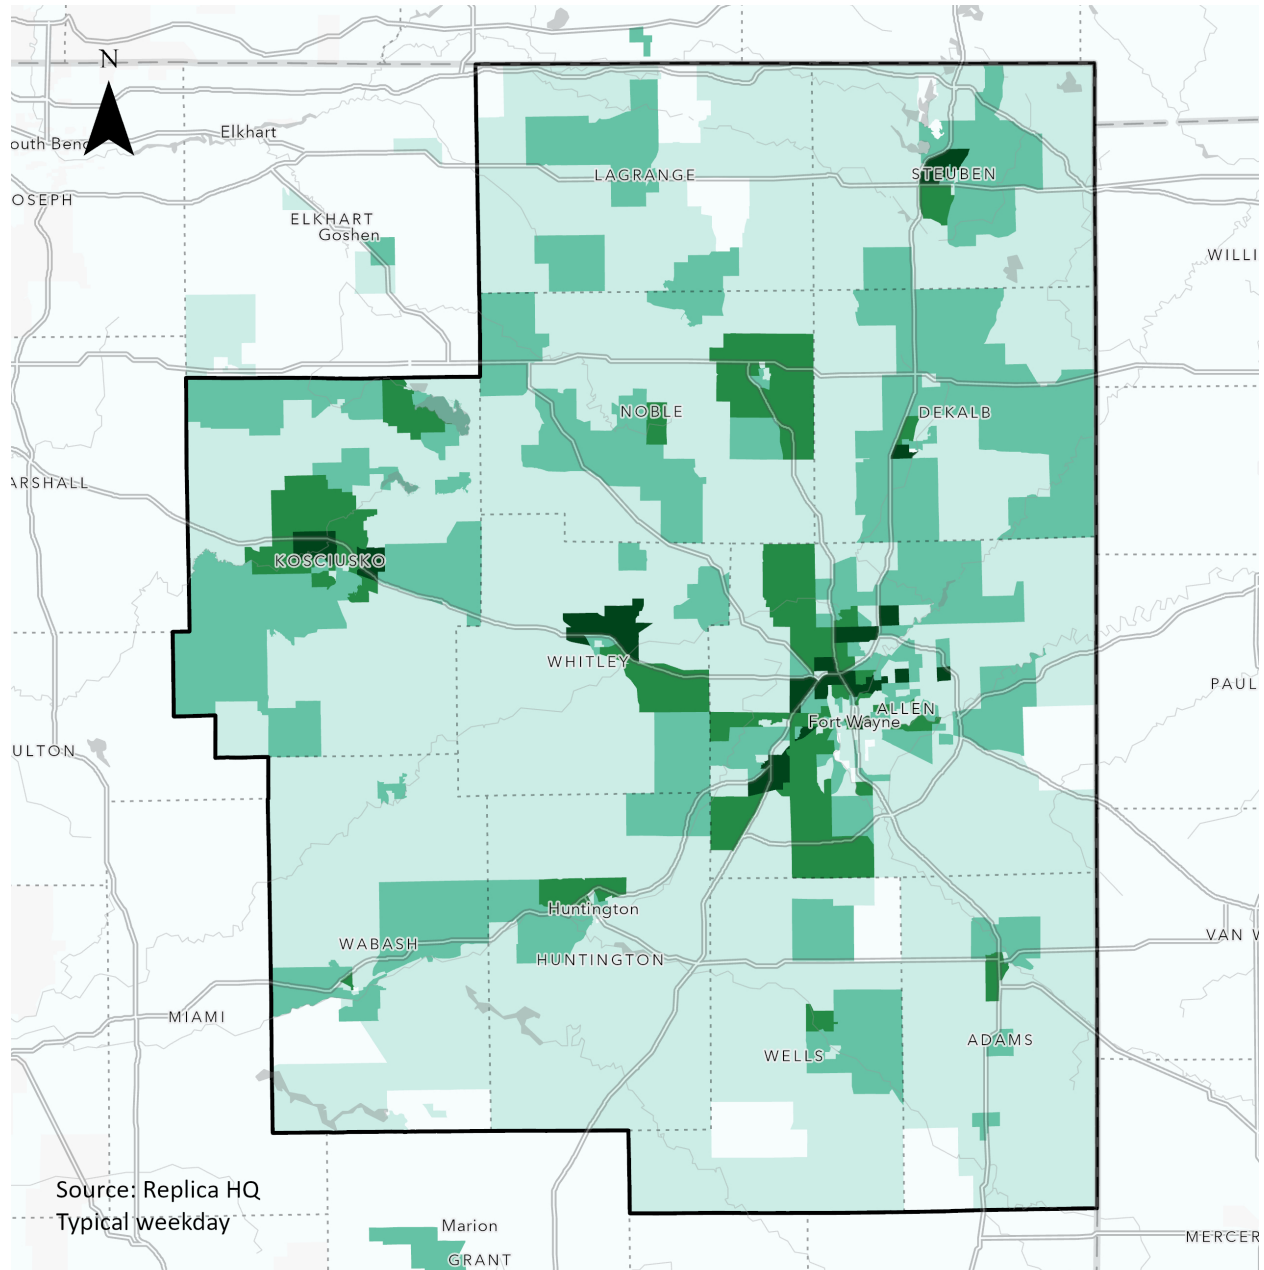 N
Elkhart
outh Bend
LAGRANGE
STEUBEN
OSEPH
ELKHART
Goshen
WILLI
NOBLE
DEKALB
ARSHALL
KOSCIUSKO
WHITLEY
PAUL
ALLEN
Fort Wayne
ULTON
Huntington
VAN W
WABASH
HUNTINGTON
MIAMI
ADAMS
WELLS
Source: Replica HQ
Typical weekday
Marion
MERCER
GRANT